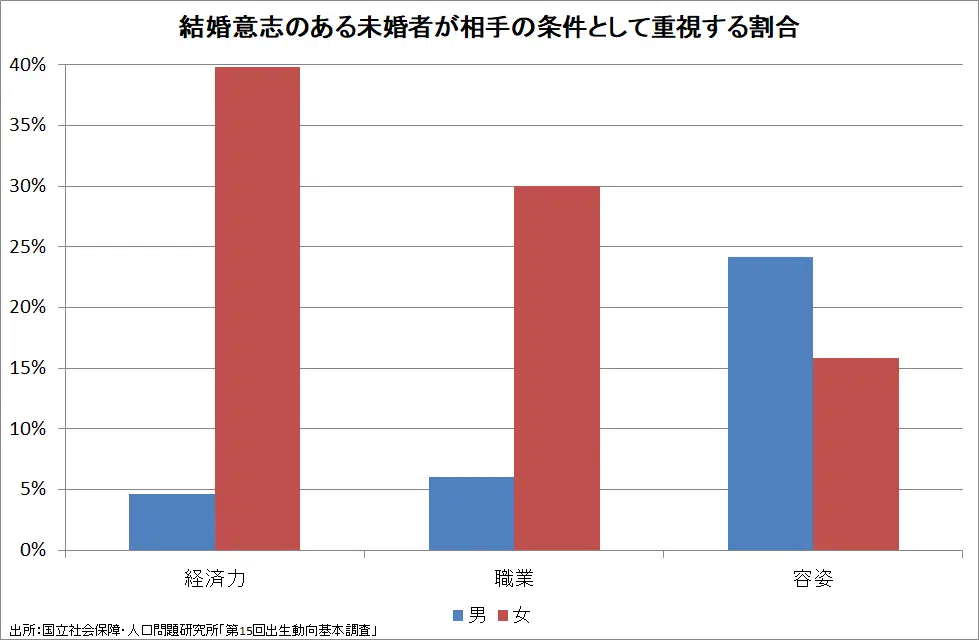 結婚意志のある未婚者が相手の条件として重視する割合
40%
35%
30%
25%
20%
15%
10%
5%
0%
経済力 職業 容姿
男 女
出所:国立社会保障・人口問題研究所「第15回出生動向基本調査」